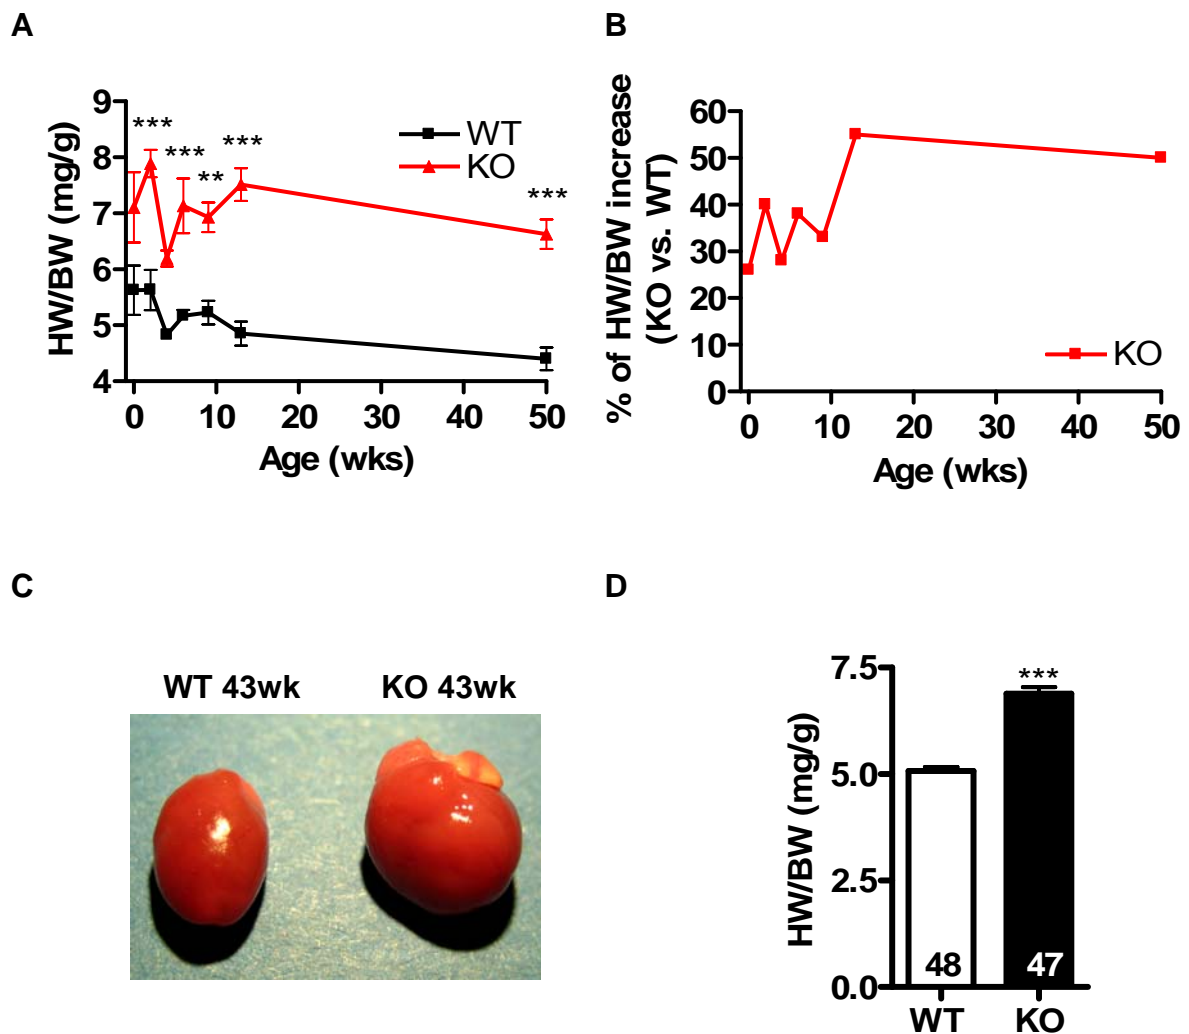 A
HW/BW (mg/g)
9
8
7
6
5
4
***
***
**
***
***
WT
KO
0
10
20
30
40
50
Age (wks)
B
% of HW/BW increase
(KO vs. WT)
60
50
40
30
20
10
0
KO
0
10
20
30
40
50
Age (wks)
C
WT 43wk
KO 43wk
D
HW/BW (mg/g)
7.5
5.0
2.5
0.0
***
48
47
WT
KO